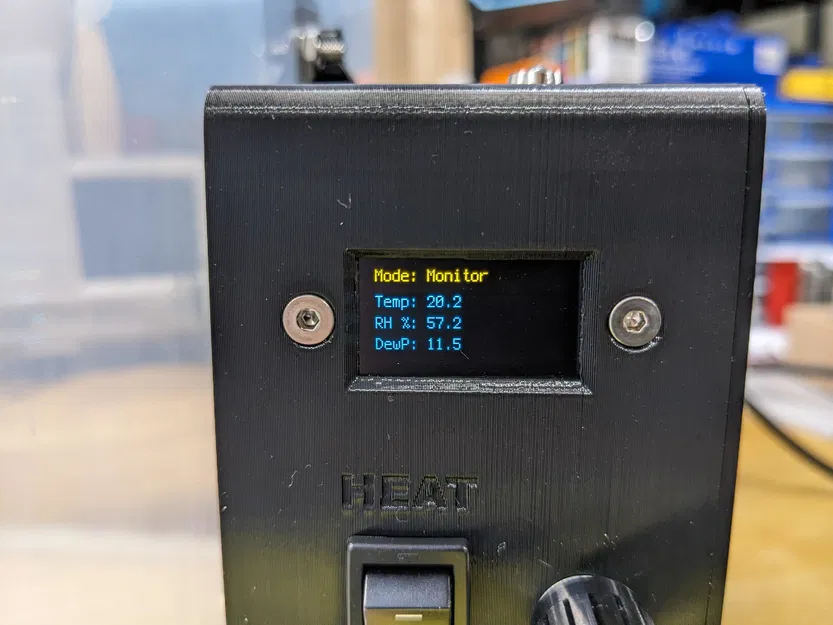 Mode: Monitor
Temp: 20.2
RH %: 57.2
DewP: 11.5
HEAT